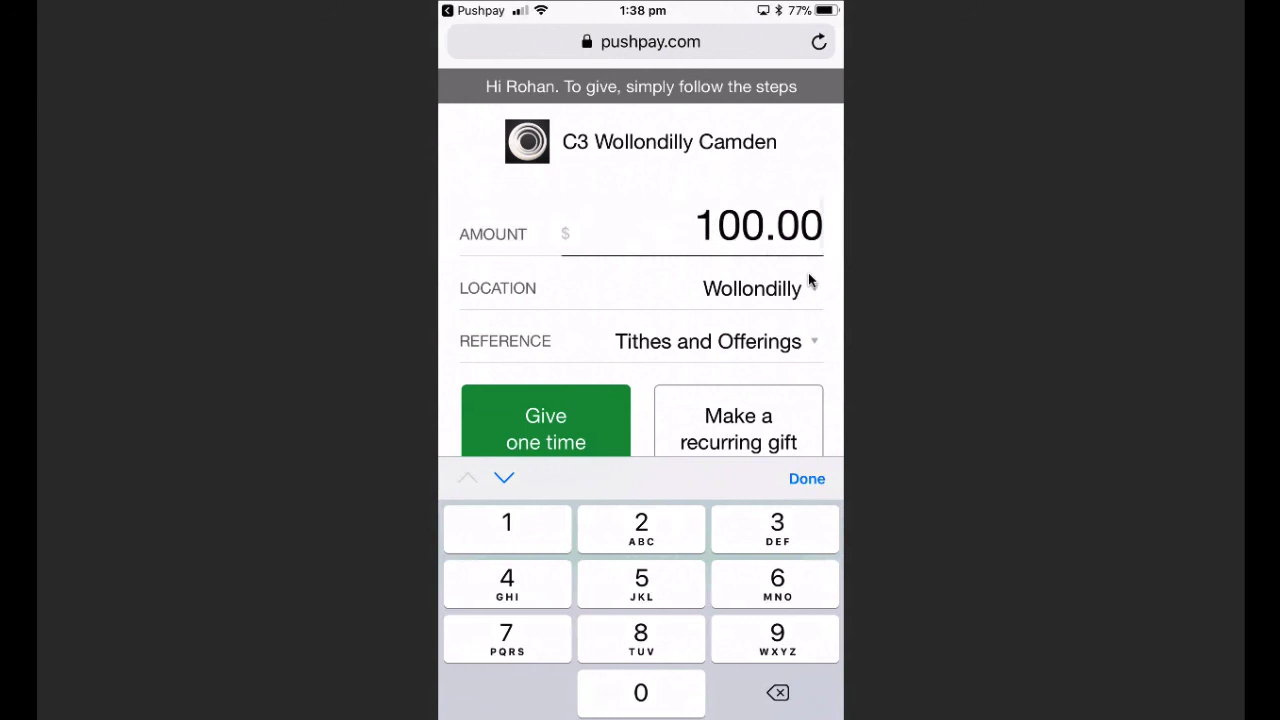 Pushpay 1:38 pm 77%
pushpay.com
Hi Rohan. To give, simply follow the steps
C3 Wollondilly Camden
AMOUNT $ 100.00
LOCATION Wollondilly
REFERENCE Tithes and Offerings
Give
one time
Make a
recurring gift
Done
1 2 3
ABC DEF
4 5 6
GHI JKL MNO
7 8 9
PQRS TUV WXYZ
0